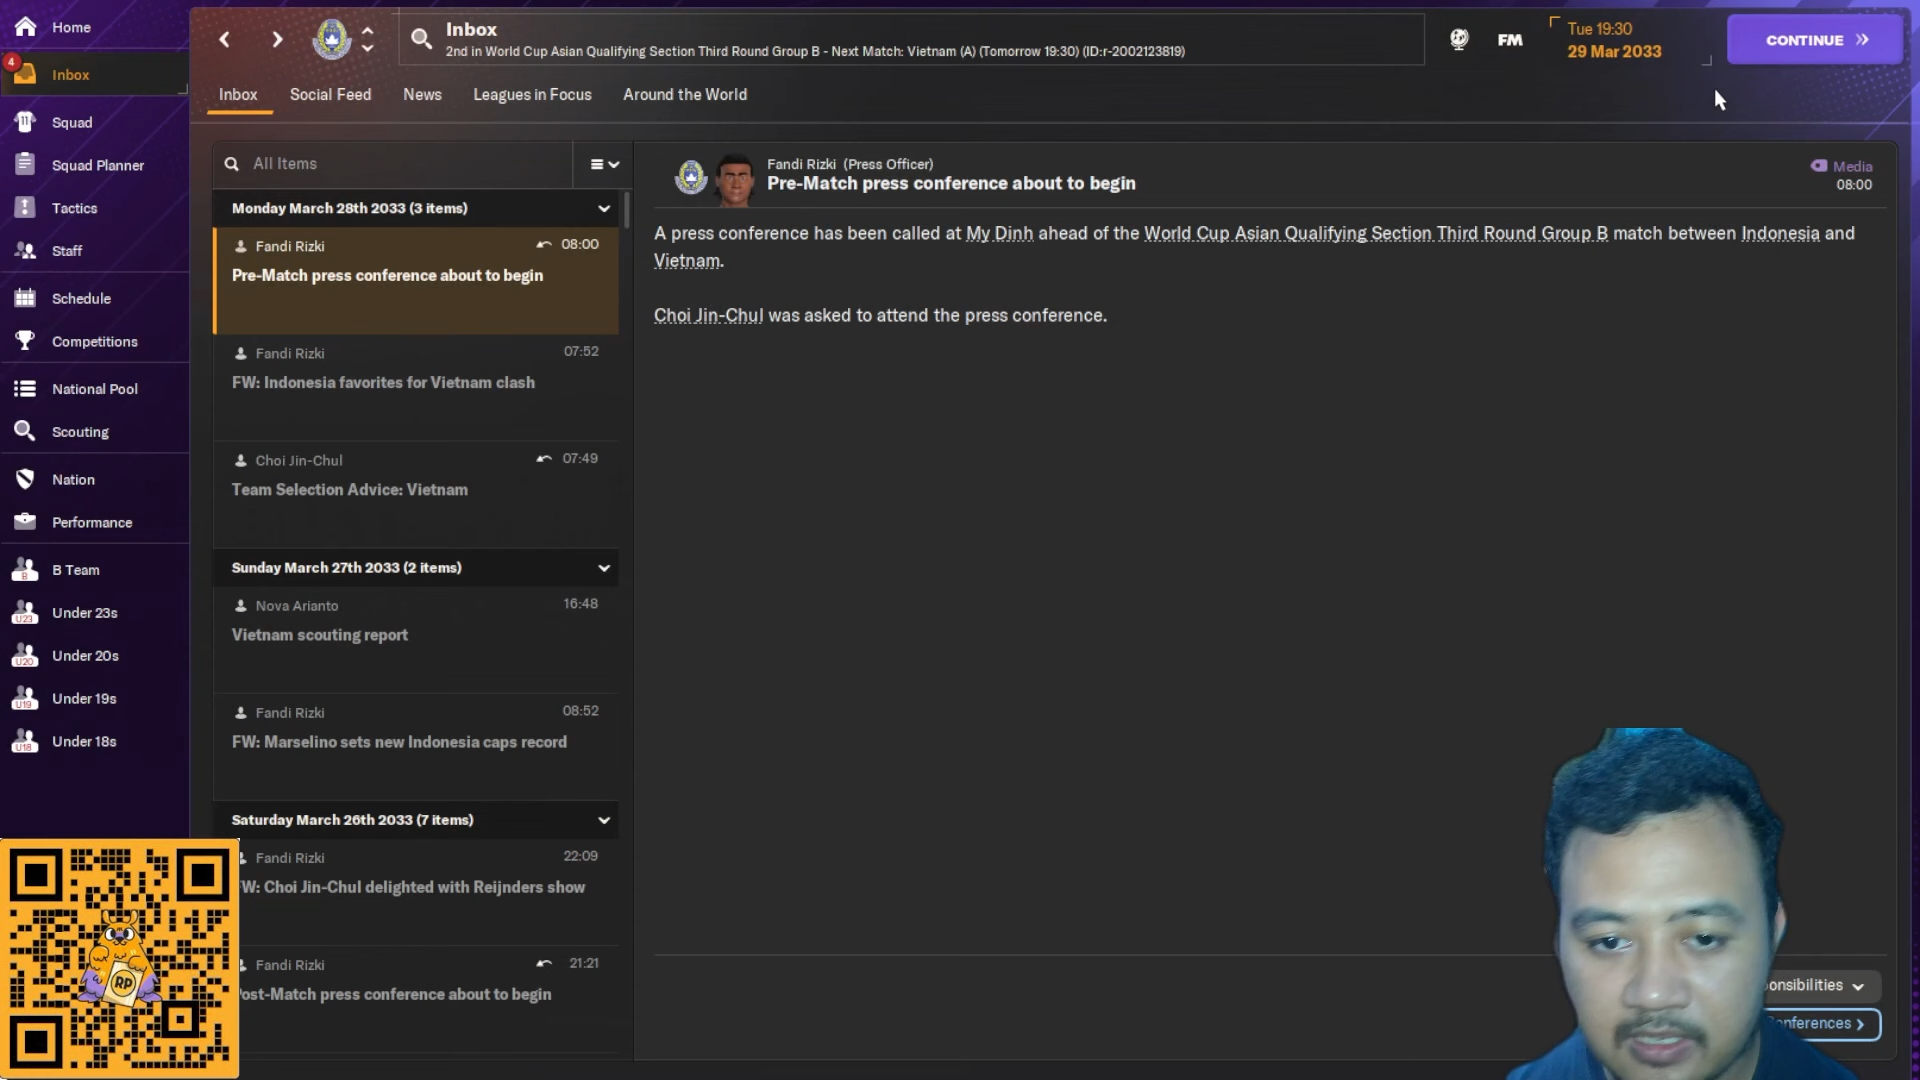 Home
4
Inbox
Squad
Squad Planner
Tactics
Staff
Schedule
Competitions
National Pool
Scouting
Nation
Performance
B
B Team
U23
Under 23s
U20
Under 20s
U19
Under 19s
U18
Under 18s
Inbox
2nd in World Cup Asian Qualifying Section Third Round Group B - Next Match: Vietnam (A) (Tomorrow 19:30) (ID:r-2002123819)
FM
Tue 19:30
29 Mar 2033
CONTINUE
Inbox
Social Feed
News
Leagues in Focus
Around the World
All Items
Monday March 28th 2033 (3 items)
Fandi Rizki
08:00
Pre-Match press conference about to begin
Fandi Rizki
07:52
FW: Indonesia favorites for Vietnam clash
Choi Jin-Chul
07:49
Team Selection Advice: Vietnam
Sunday March 27th 2033 (2 items)
Nova Arianto
16:48
Vietnam scouting report
Fandi Rizki
08:52
FW: Marselino sets new Indonesia caps record
Saturday March 26th 2033 (7 items)
Fandi Rizki
22:09
W: Choi Jin-Chul delighted with Reijnders show
Fandi Rizki
21:21
ost-Match press conference about to begin
Fandi Rizki (Press Officer)
Pre-Match press conference about to begin
Media
08:00
A press conference has been called at My Dinh ahead of the World Cup Asian Qualifying Section Third Round Group B match between Indonesia and
Vietnam.
Choi Jin-Chul was asked to attend the press conference.
onsibilities
onferences
RP